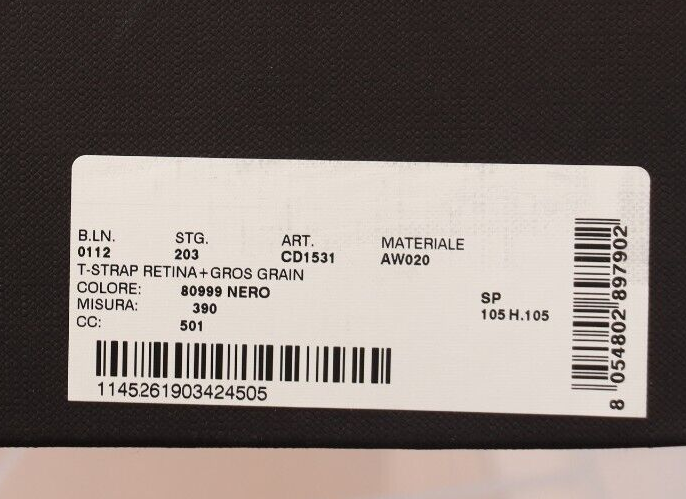 B.LN. STG. ART. MATERIALE
0112 203 CD1531 AW020
T-STRAP RETINA+GROS GRAIN
COLORE: 80999 NERO
MISURA: 390
CC: 501
SP
105 H.105
1145261903424505
8 054802 897902